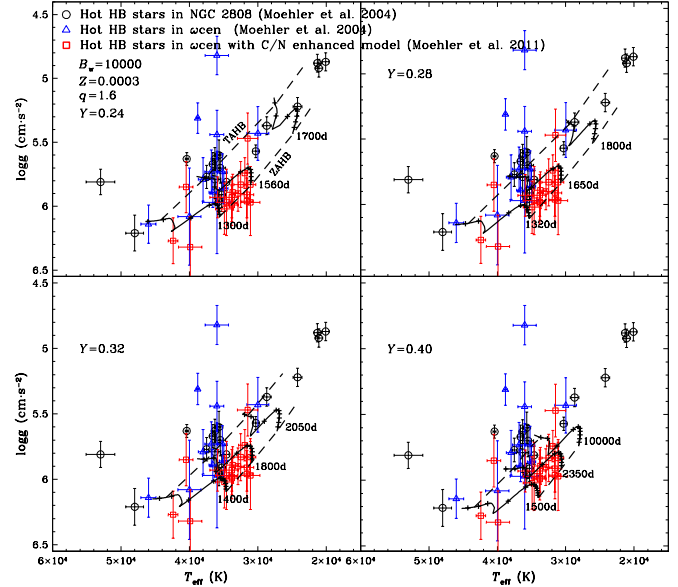 Hot HB stars in NGC 2808 (Moehler et al. 2004)
Hot HB stars in ωcen (Moehler et al. 2004)
Hot HB stars in ωcen with C/N enhanced model (Moehler et al. 2011)
B_w=10000
Z=0.0003
q=1.6
Y=0.24
TAHB
ZAHB
1700d
1560d
1300d
Y=0.28
1800d
1650d
1320d
4.5
5
5.5
6
6.5
logg (cm·s⁻²)
Y=0.32
2050d
1800d
1400d
Y=0.40
10000d
2350d
1500d
4.5
5
5.5
6
6.5
logg (cm·s⁻²)
6×10⁴ 5×10⁴ 4×10⁴ 3×10⁴ 2×10⁴
5×10⁴ 4×10⁴ 3×10⁴ 2×10⁴
T_eff (K)
T_eff (K)